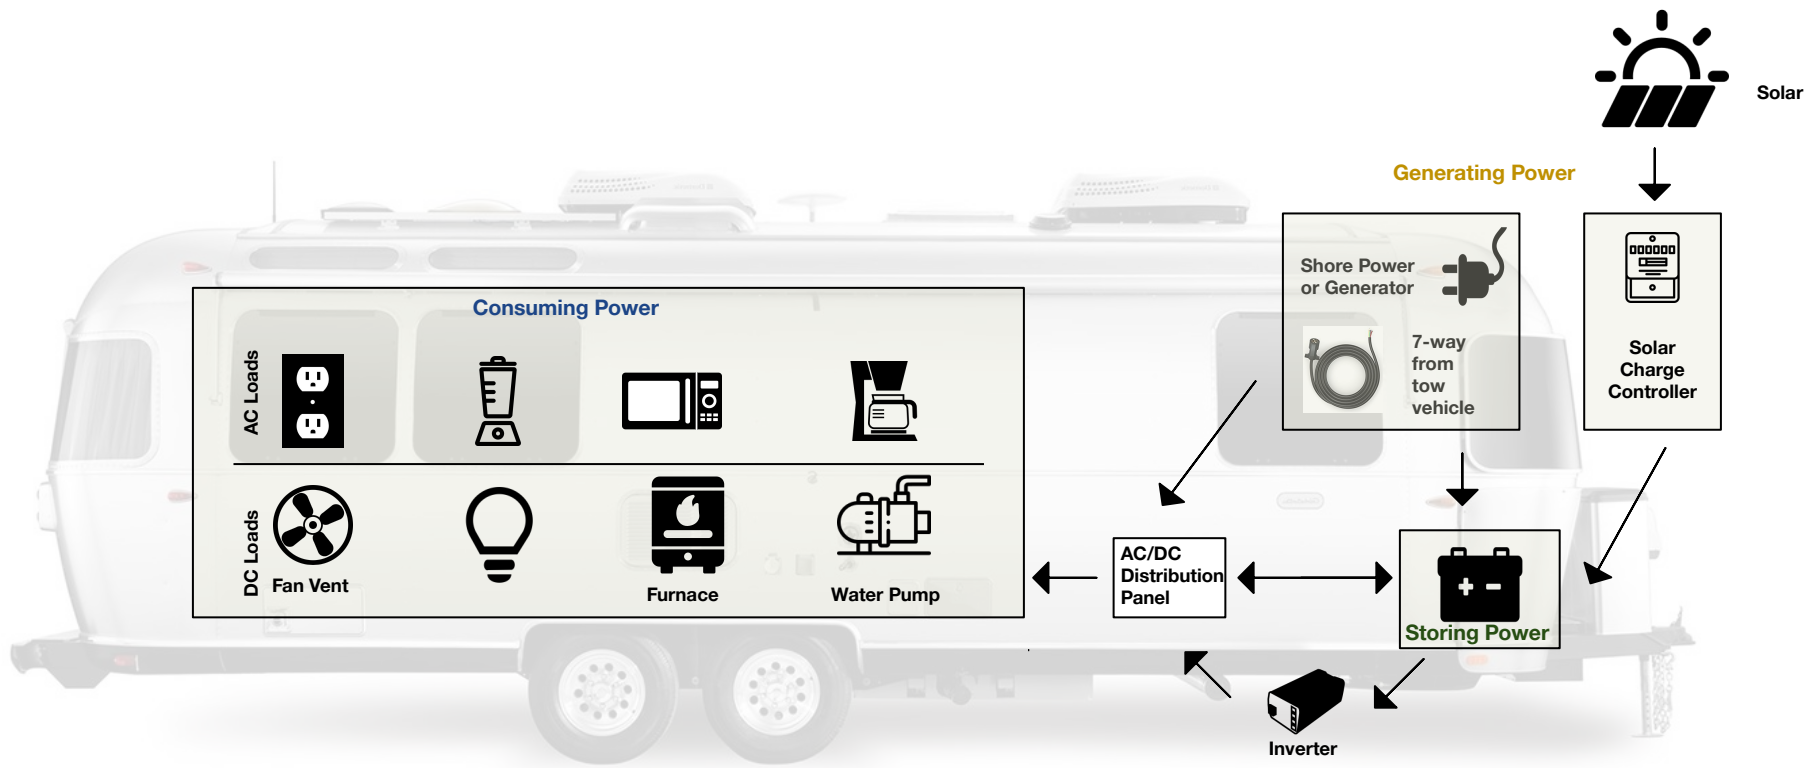 Solar
Generating Power
Shore Power
or Generator
7-way
from
tow
vehicle
Solar
Charge
Controller
Consuming Power
AC Loads
DC Loads
Fan Vent
Furnace
Water Pump
AC/DC
Distribution
Panel
Storing Power
Inverter